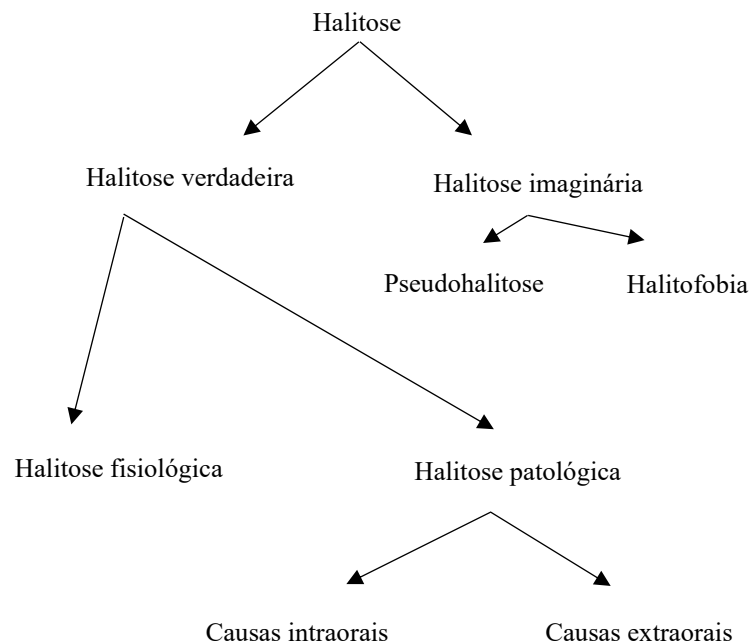 Halitose
Halitose verdadeira
Halitose imaginária
Pseudohalitose
Halitofobia
Halitose fisiológica
Halitose patológica
Causas intraorais
Causas extraorais